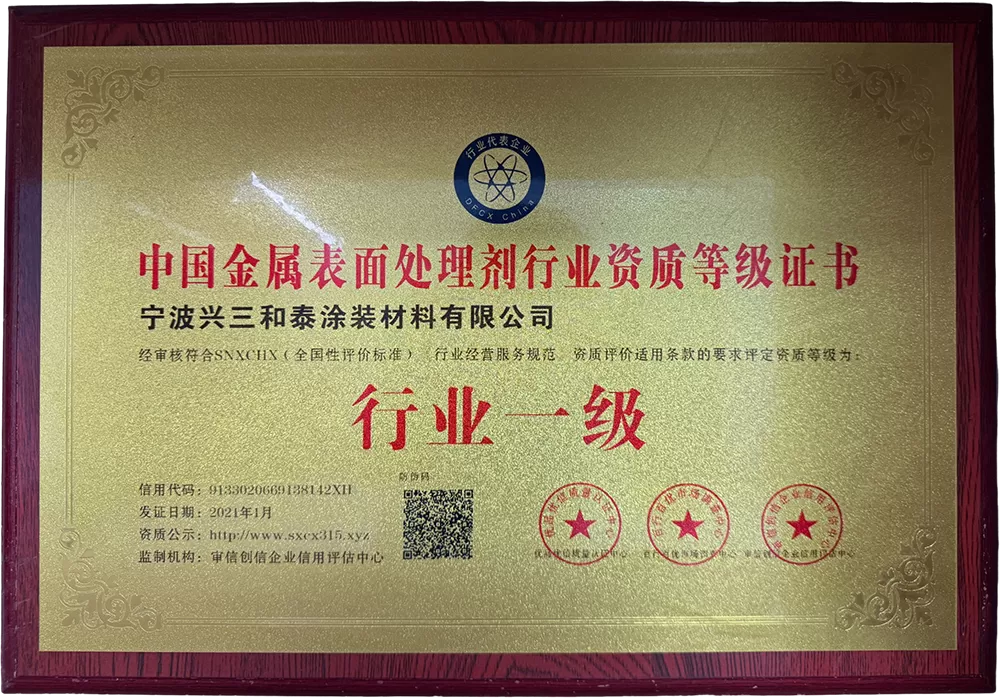 行业代表企业
DFCX China
中国金属表面处理剂行业资质等级证书
宁波兴三和泰涂装材料有限公司
经审核符合SNXCHX（全国性评价标准） 行业经营服务规范 资质评价适用条款的要求评定资质等级为：
行业一级
防伪码
信用代码：9133020669138142XH
发证日期：2021年1月
资质公示：http://www.sxcx315.xyz
监制机构：审信创信企业信用评估中心